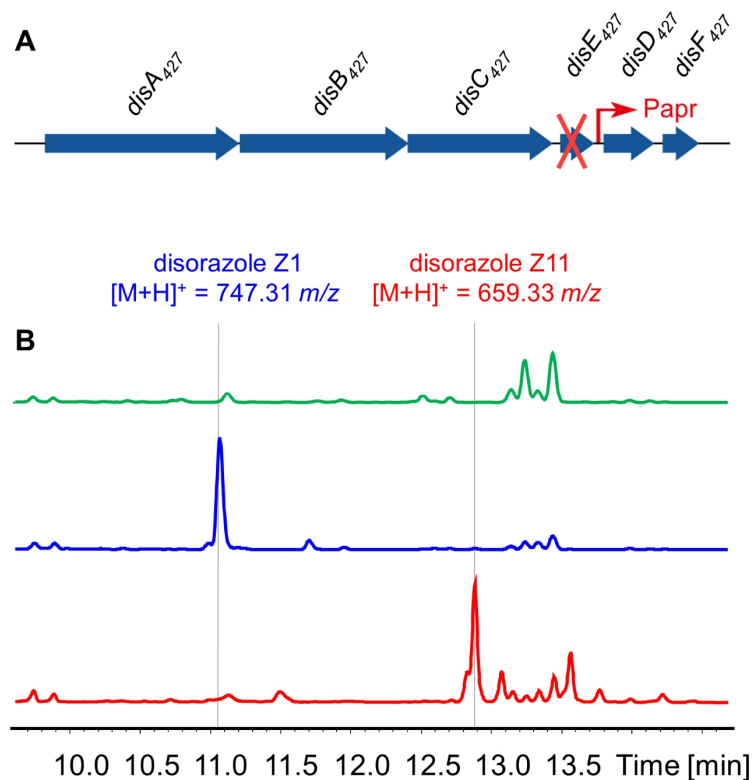 A
disA427 disB427 disC427 disE427 disD427 disF427
Papr
disorazole Z1
[M+H]+ = 747.31 m/z
disorazole Z11
[M+H]+ = 659.33 m/z
B
10.0 10.5 11.0 11.5 12.0 12.5 13.0 13.5 Time [min]